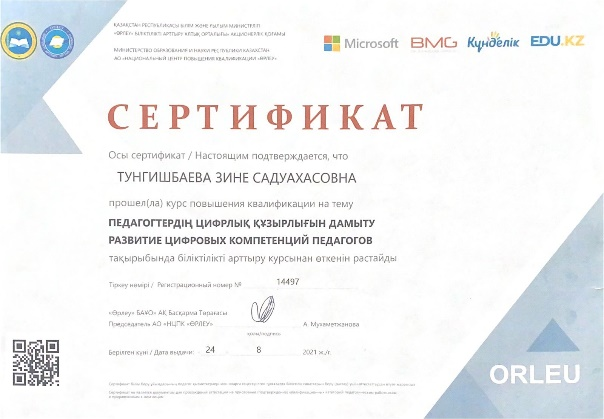 ҚАЗАҚСТАН РЕСПУБЛИКАСЫ БІЛІМ ЖӘНЕ ҒЫЛЫМ МИНИСТРЛІГІ
«ӨРЛЕУ» БІЛІКТІЛІКТІ АРТТЫРУ ҰЛТТЫҚ ОРТАЛЫҒЫ» АКЦИОНЕРЛІК ҚОҒАМЫ
МИНИСТЕРСТВО ОБРАЗОВАНИЯ И НАУКИ РЕСПУБЛИКИ КАЗАХСТАН
АО «НАЦИОНАЛЬНЫЙ ЦЕНТР ПОВЫШЕНИЯ КВАЛИФИКАЦИИ «ӨРЛЕУ»
Microsoft BMG Күнделік EDU.KZ
СЕРТИФИКАТ
Осы сертификат / Настоящим подтверждается, что
ТУНГИШБАЕВА ЗИНЕ САДУАХАСОВНА
прошел(ла) курс повышения квалификации на тему
ПЕДАГОГТЕРДІҢ ЦИФРЛЫҚ ҚҰЗЫРЛЫҒЫН ДАМЫТУ
РАЗВИТИЕ ЦИФРОВЫХ КОМПЕТЕНЦИЙ ПЕДАГОГОВ
тақырыбында біліктілікті арттыру курсынан өткенін растайды
Тіркеу нөмірі / Регистрационный номер № 14497
«Өрлеу» БАҰО» АҚ Басқарма Төрағасы
Председатель АО «НЦПК «ӨРЛЕУ» А. Мухаметжанова
Берілген күні / Дата выдачи: 24 8 2021 ж./г.
ORLEU